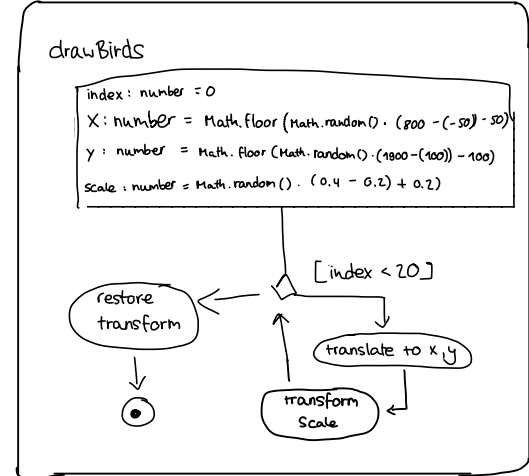 drawBirds
index: number = 0
X: number = Math.floor(Math.random() · (800 - (-50)) - 50)
y: number = Math.floor(Math.random() · (1900 - (100)) - 100)
scale: number = Math.random() · (0.4 - 0.2) + 0.2)
[index < 20]
restore
transform
translate to x,y
transform
scale